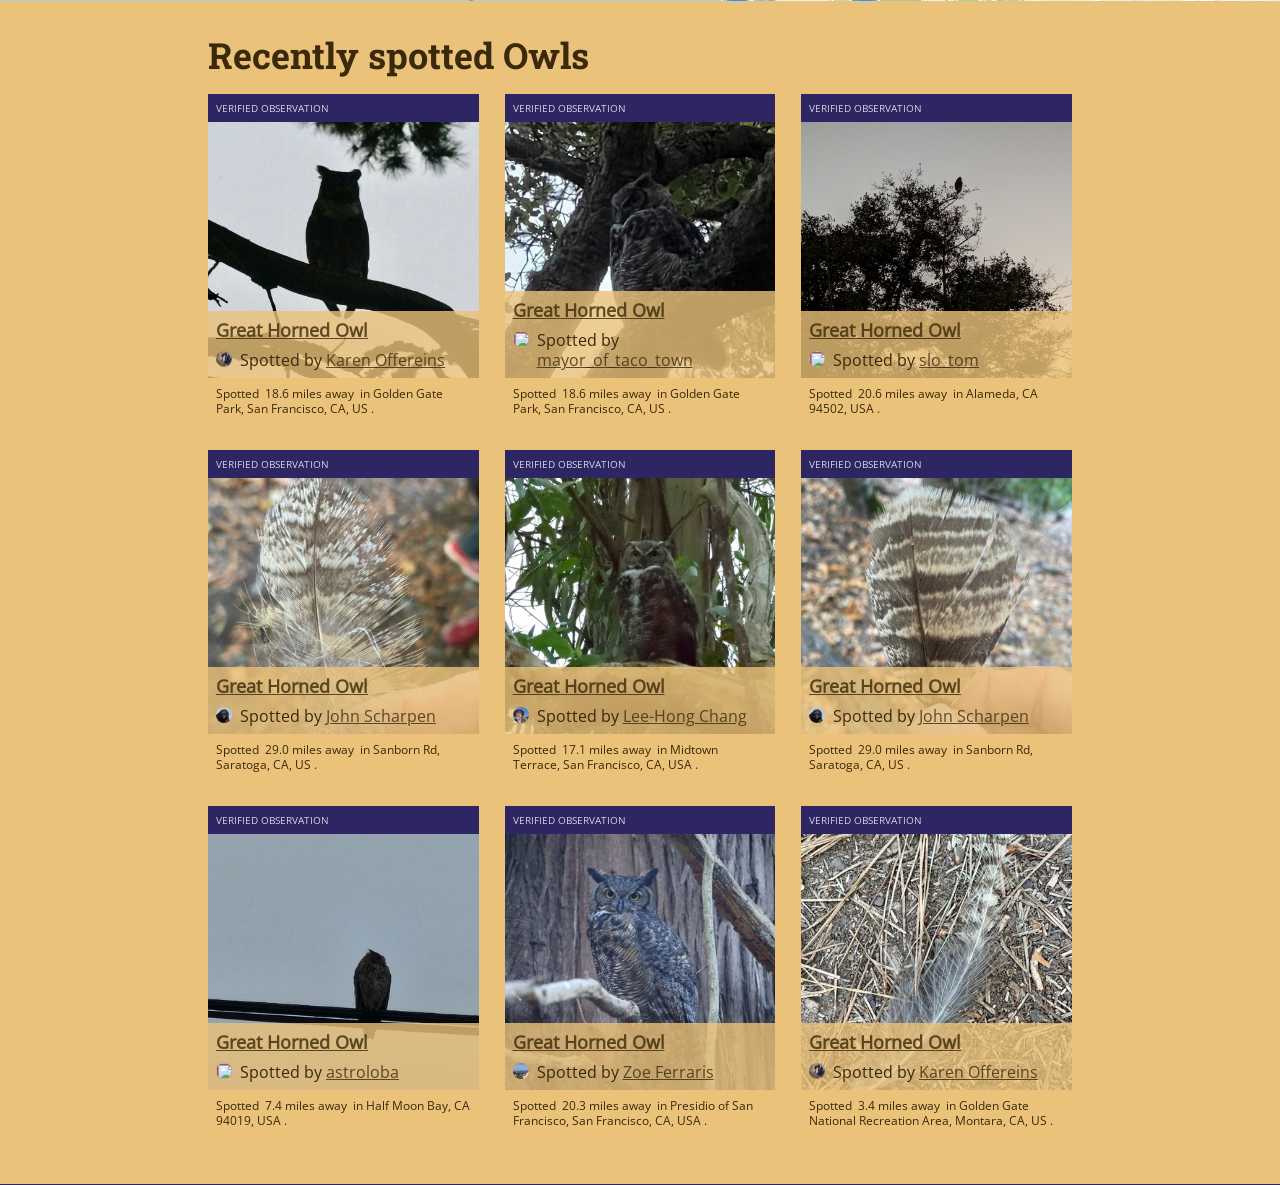 Recently spotted Owls
VERIFIED OBSERVATION
Great Horned Owl
Spotted by Karen Offereins
Spotted 18.6 miles away in Golden Gate
Park, San Francisco, CA, US .
VERIFIED OBSERVATION
Great Horned Owl
Spotted by
mayor_of_taco_town
Spotted 18.6 miles away in Golden Gate
Park, San Francisco, CA, US .
VERIFIED OBSERVATION
Great Horned Owl
Spotted by slo_tom
Spotted 20.6 miles away in Alameda, CA
94502, USA .
VERIFIED OBSERVATION
Great Horned Owl
Spotted by John Scharpen
Spotted 29.0 miles away in Sanborn Rd,
Saratoga, CA, US .
VERIFIED OBSERVATION
Great Horned Owl
Spotted by Lee-Hong Chang
Spotted 17.1 miles away in Midtown
Terrace, San Francisco, CA, USA .
VERIFIED OBSERVATION
Great Horned Owl
Spotted by John Scharpen
Spotted 29.0 miles away in Sanborn Rd,
Saratoga, CA, US .
VERIFIED OBSERVATION
Great Horned Owl
Spotted by astroloba
Spotted 7.4 miles away in Half Moon Bay, CA
94019, USA .
VERIFIED OBSERVATION
Great Horned Owl
Spotted by Zoe Ferraris
Spotted 20.3 miles away in Presidio of San
Francisco, San Francisco, CA, USA .
VERIFIED OBSERVATION
Great Horned Owl
Spotted by Karen Offereins
Spotted 3.4 miles away in Golden Gate
National Recreation Area, Montara, CA, US .